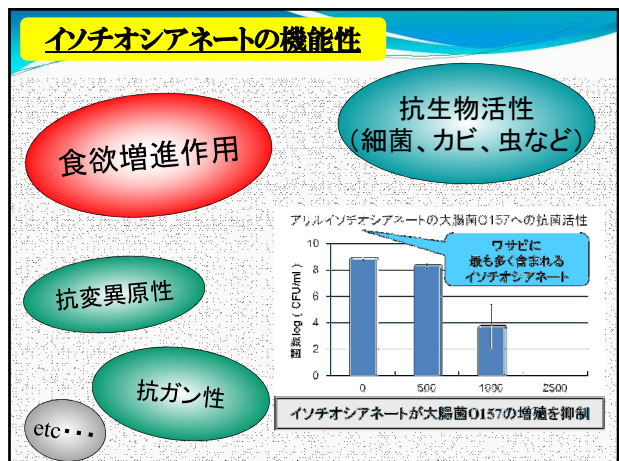 イソチオシアネートの機能性
食欲増進作用
抗生物活性
(細菌、カビ、虫など)
アリルイソチオシアネートの大腸菌O157への抗菌活性
ワサビに
最も多く含まれる
イソチオシアネート
菌数log(CFU/ml)
10
8
6
4
2
0
0
500
1000
2500
抗変異原性
抗ガン性
etc・・・
イソチオシアネートが大腸菌O157の増殖を抑制